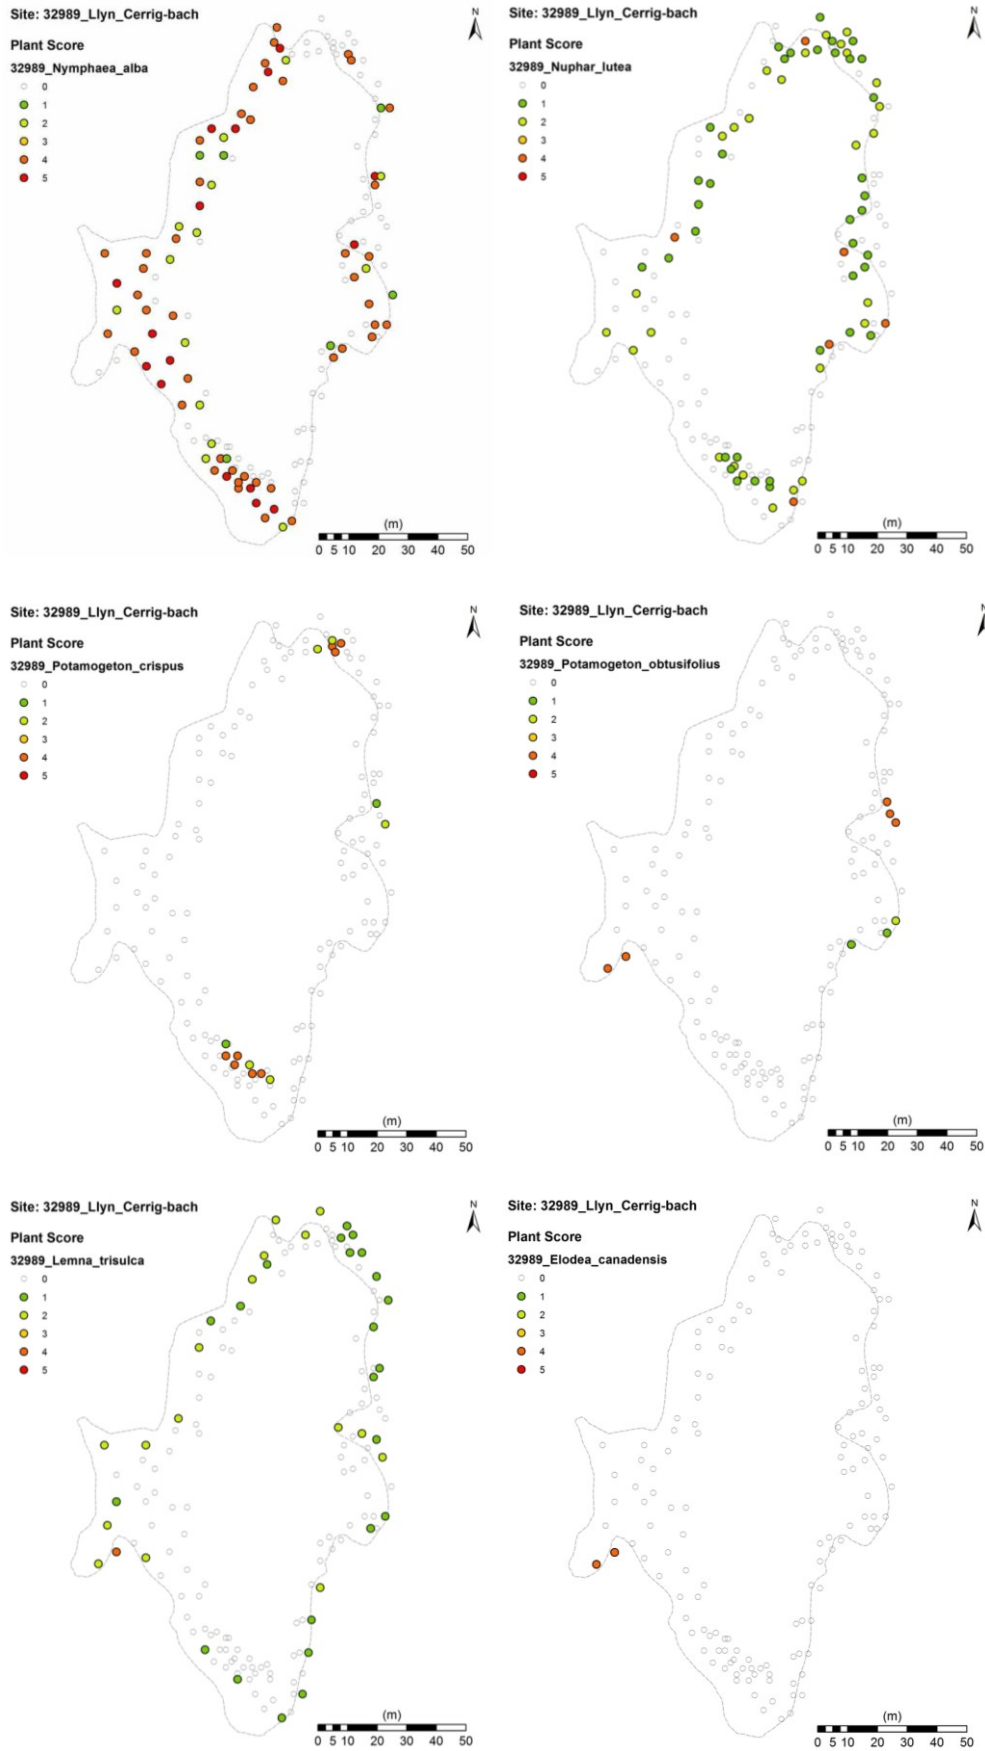 Site: 32989_Llyn_Cerrig-bach
N
Plant Score
32989_Nymphaea_alba
0
1
2
3
4
5
(m)
0 5 10 20 30 40 50
Site: 32989_Llyn_Cerrig-bach
N
Plant Score
32989_Nuphar_lutea
0
1
2
3
4
5
(m)
0 5 10 20 30 40 50
Site: 32989_Llyn_Cerrig-bach
N
Plant Score
32989_Potamogeton_crispus
0
1
2
3
4
5
(m)
0 5 10 20 30 40 50
Site: 32989_Llyn_Cerrig-bach
N
Plant Score
32989_Potamogeton_obtusifolius
0
1
2
3
4
5
(m)
0 5 10 20 30 40 50
Site: 32989_Llyn_Cerrig-bach
N
Plant Score
32989_Lemna_trisulca
0
1
2
3
4
5
(m)
0 5 10 20 30 40 50
Site: 32989_Llyn_Cerrig-bach
N
Plant Score
32989_Elodea_canadensis
0
1
2
3
4
5
(m)
0 5 10 20 30 40 50